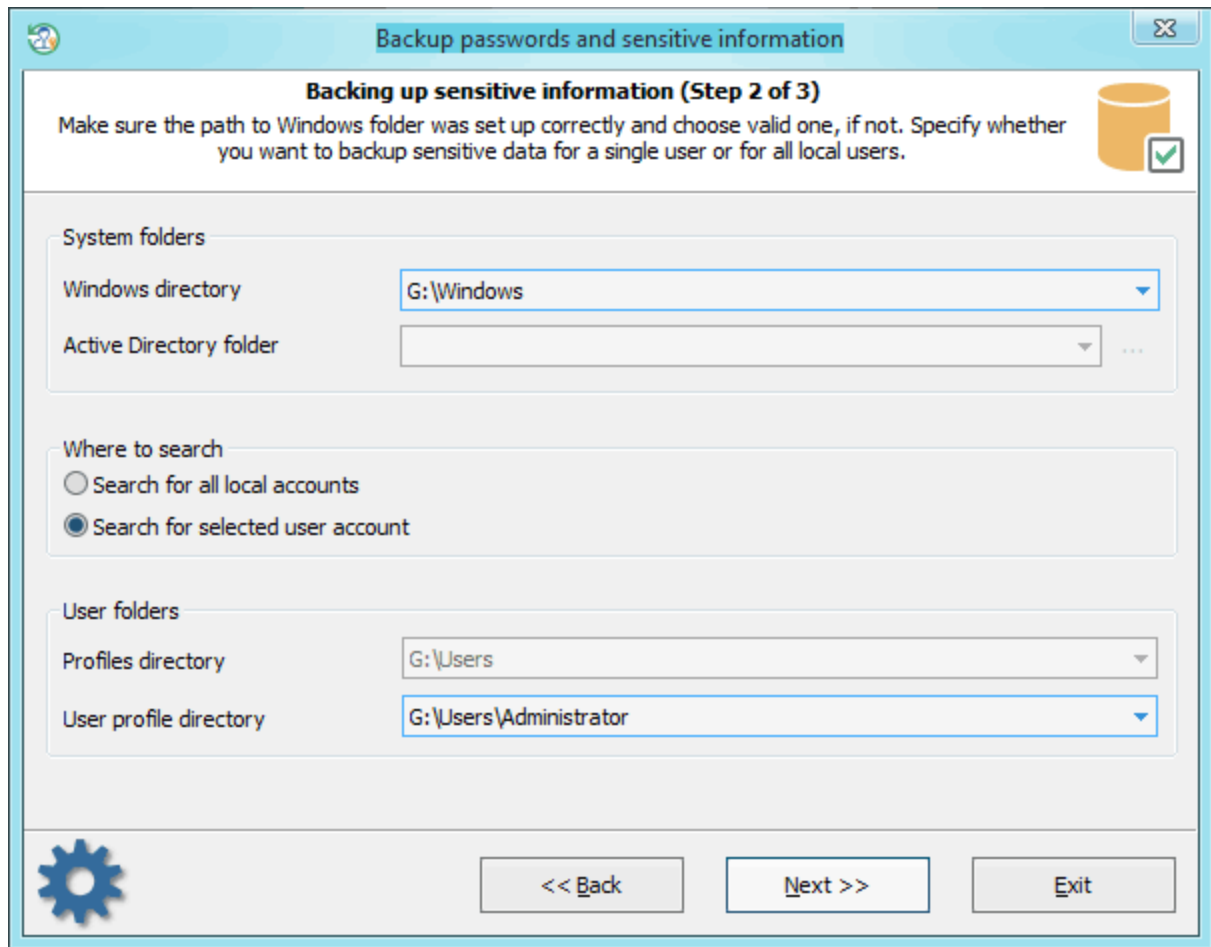 Backup passwords and sensitive information
Backing up sensitive information (Step 2 of 3)
Make sure the path to Windows folder was set up correctly and choose valid one, if not. Specify whether
you want to backup sensitive data for a single user or for all local users.
System folders
Windows directory
G:\Windows
Active Directory folder
...
Where to search
Search for all local accounts
Search for selected user account
User folders
Profiles directory
G:\Users
User profile directory
G:\Users\Administrator
<< Back
Next >>
Exit